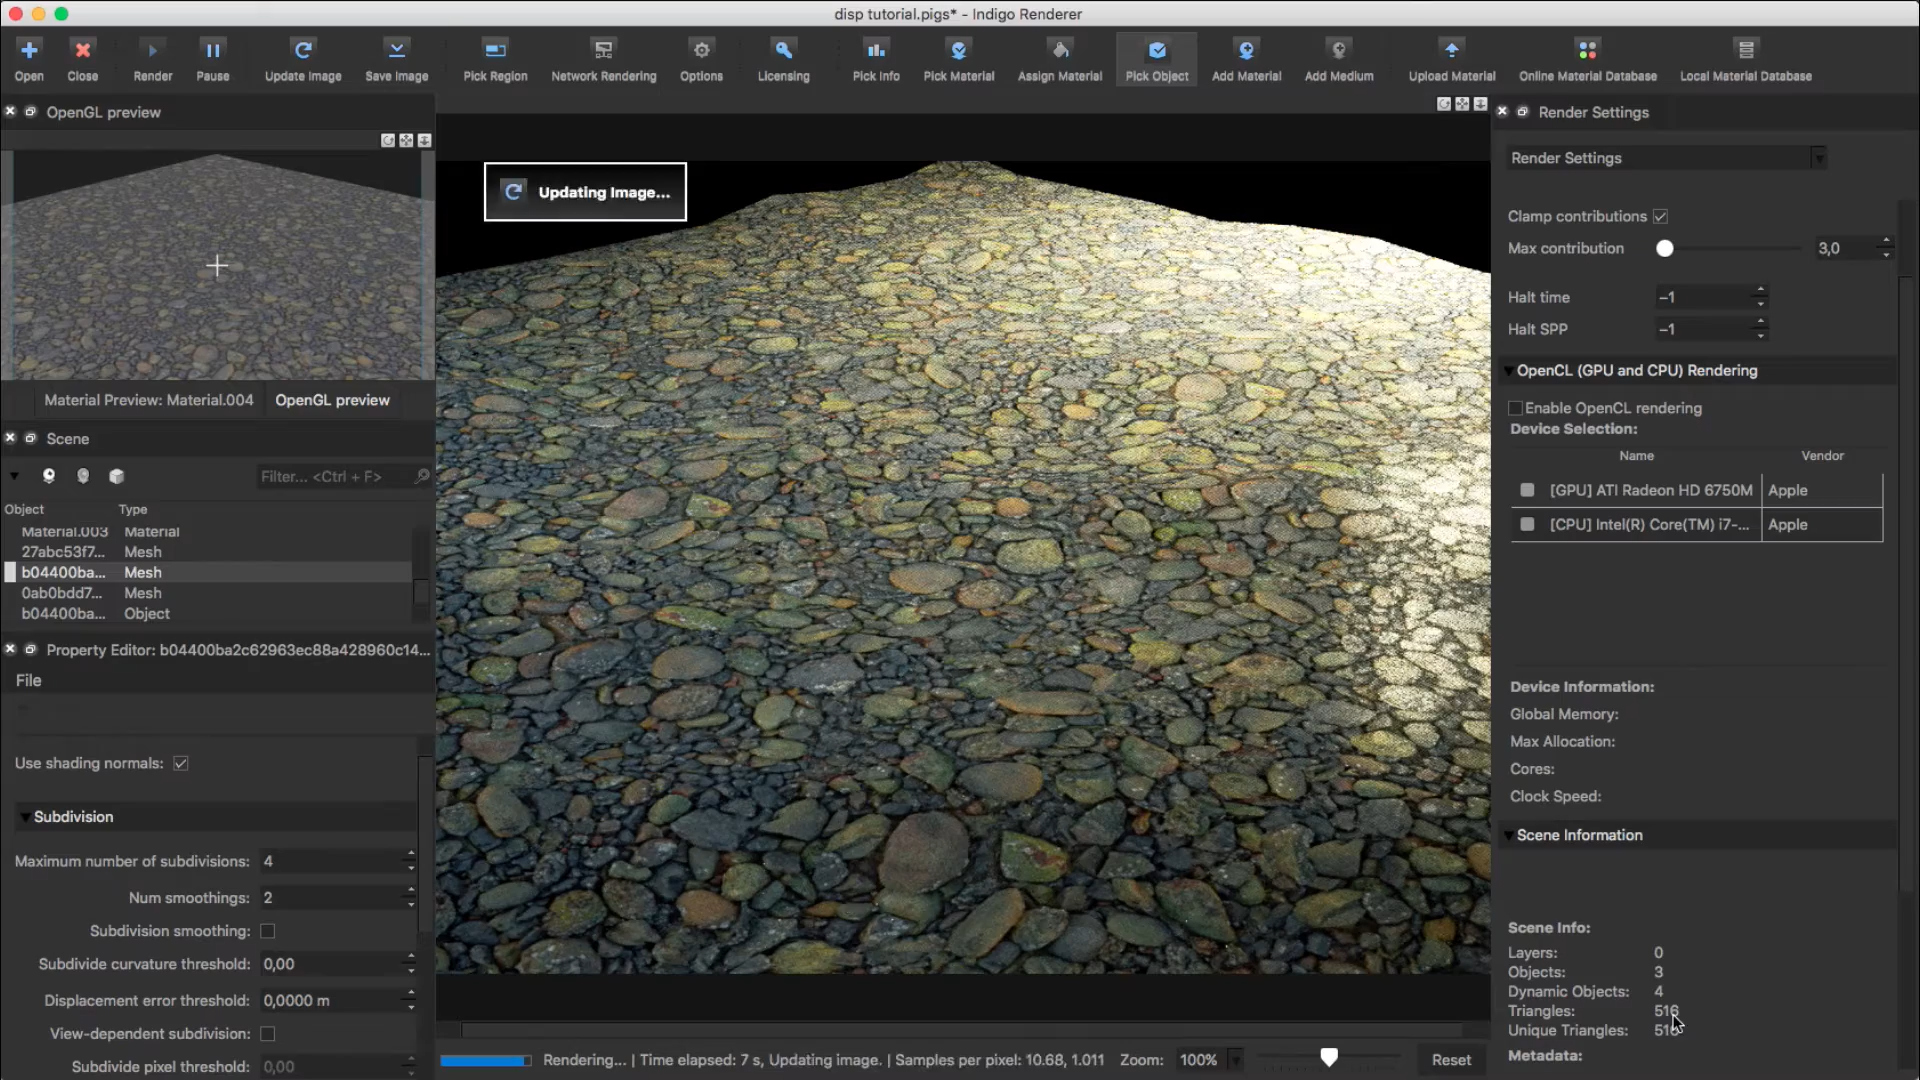 disp tutorial.pigs* - Indigo Renderer
Open Close Render Pause Update Image Save Image Pick Region Network Rendering Options Licensing Pick Info Pick Material Assign Material Pick Object Add Material Add Medium Upload Material Online Material Database Local Material Database
OpenGL preview
Material Preview: Material.004 OpenGL preview
Scene
Filter... <Ctrl + F>
Object Type
Material.003 Material
27abc53f7... Mesh
b04400ba... Mesh
0ab0bdd7... Mesh
b04400ba... Object
Property Editor: b04400ba2c62963ec88a428960c14...
File
Use shading normals:
Subdivision
Maximum number of subdivisions: 4
Num smoothings: 2
Subdivision smoothing:
Subdivide curvature threshold: 0,00
Displacement error threshold: 0,0000 m
View-dependent subdivision:
Subdivide pixel threshold: 0,00
Updating Image...
Rendering... | Time elapsed: 7 s, Updating image. | Samples per pixel: 10.68, 1.011 Zoom: 100% Reset
Render Settings
Render Settings
Clamp contributions
Max contribution 3,0
Halt time -1
Halt SPP -1
OpenCL (GPU and CPU) Rendering
Enable OpenCL rendering
Device Selection:
Name Vendor
[GPU] ATI Radeon HD 6750M Apple
[CPU] Intel(R) Core(TM) i7-... Apple
Device Information:
Global Memory:
Max Allocation:
Cores:
Clock Speed:
Scene Information
Scene Info:
Layers: 0
Objects: 3
Dynamic Objects: 4
Triangles: 516
Unique Triangles:
Metadata: